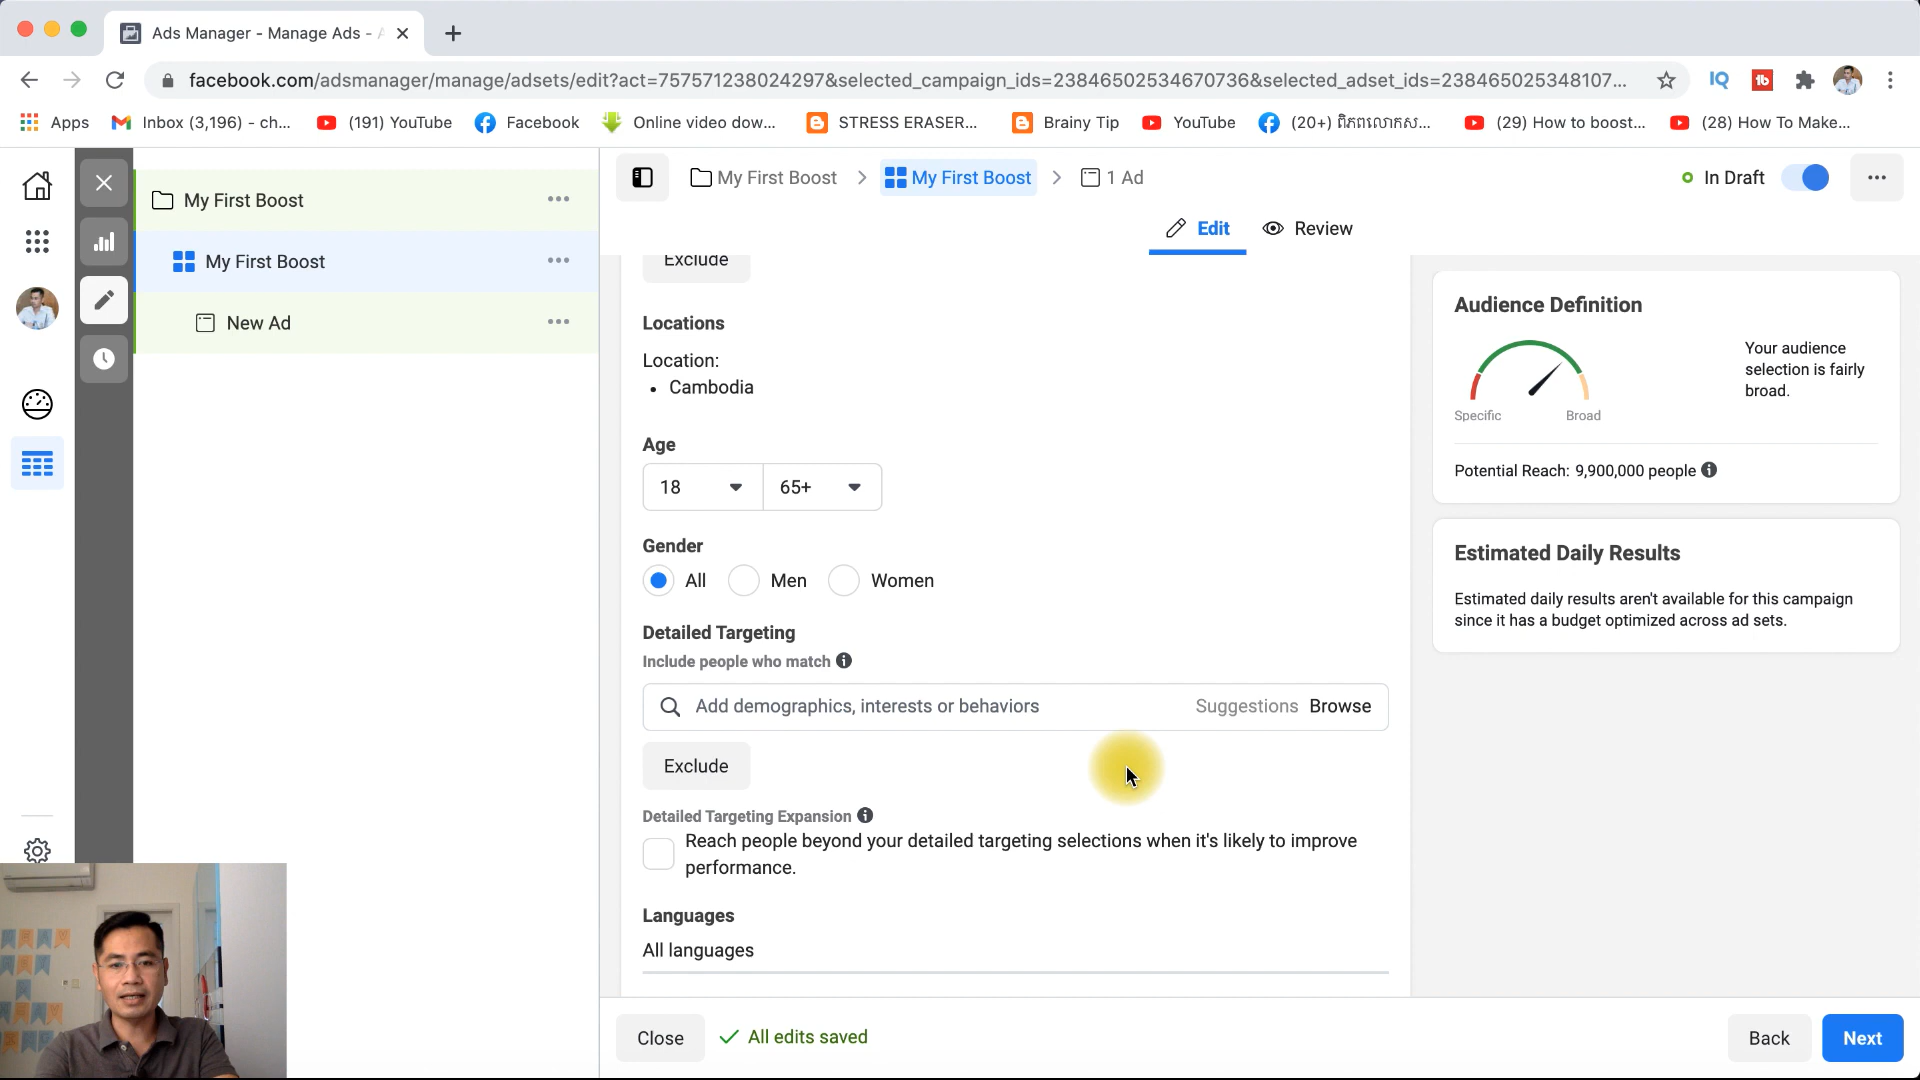 Ads Manager - Manage Ads - A
facebook.com/adsmanager/manage/adsets/edit?act=757571238024297&selected_campaign_ids=23846502534670736&selected_adset_ids=238465025348107...
IQ
Apps
Inbox (3,196) - ch...
(191) YouTube
Facebook
Online video dow...
STRESS ERASER...
Brainy Tip
YouTube
(20+) ពិភពលោកស...
(29) How to boost...
(28) How To Make...
My First Boost
My First Boost
New Ad
My First Boost
My First Boost
1 Ad
In Draft
Edit
Review
Exclude
Locations
Location:
Cambodia
Age
18
65+
Gender
All
Men
Women
Detailed Targeting
Include people who match
Add demographics, interests or behaviors
Suggestions
Browse
Exclude
Detailed Targeting Expansion
Reach people beyond your detailed targeting selections when it's likely to improve
performance.
Languages
All languages
Close
All edits saved
Back
Next
Audience Definition
Your audience
selection is fairly
broad.
Specific
Broad
Potential Reach: 9,900,000 people
Estimated Daily Results
Estimated daily results aren't available for this campaign
since it has a budget optimized across ad sets.